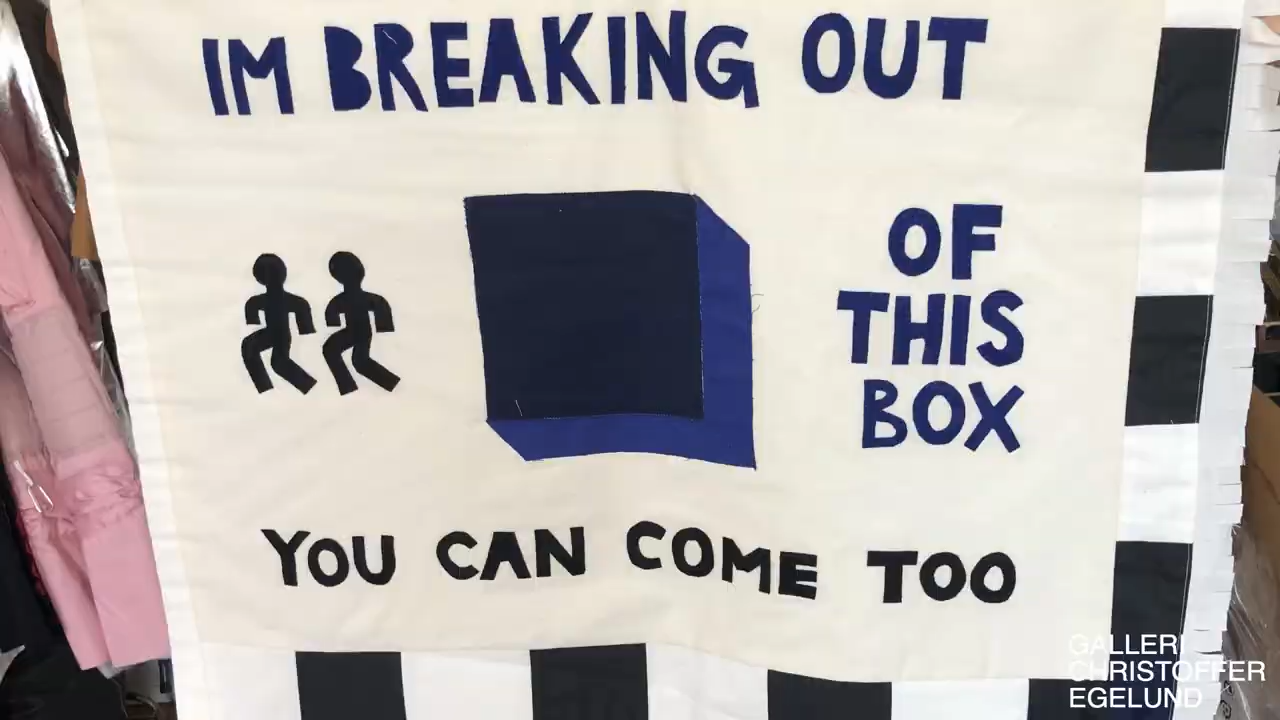 IM BREAKING OUT
OF
THIS
BOX
YOU CAN COME TOO
GALLERI
CHRISTOFFER
EGELUND